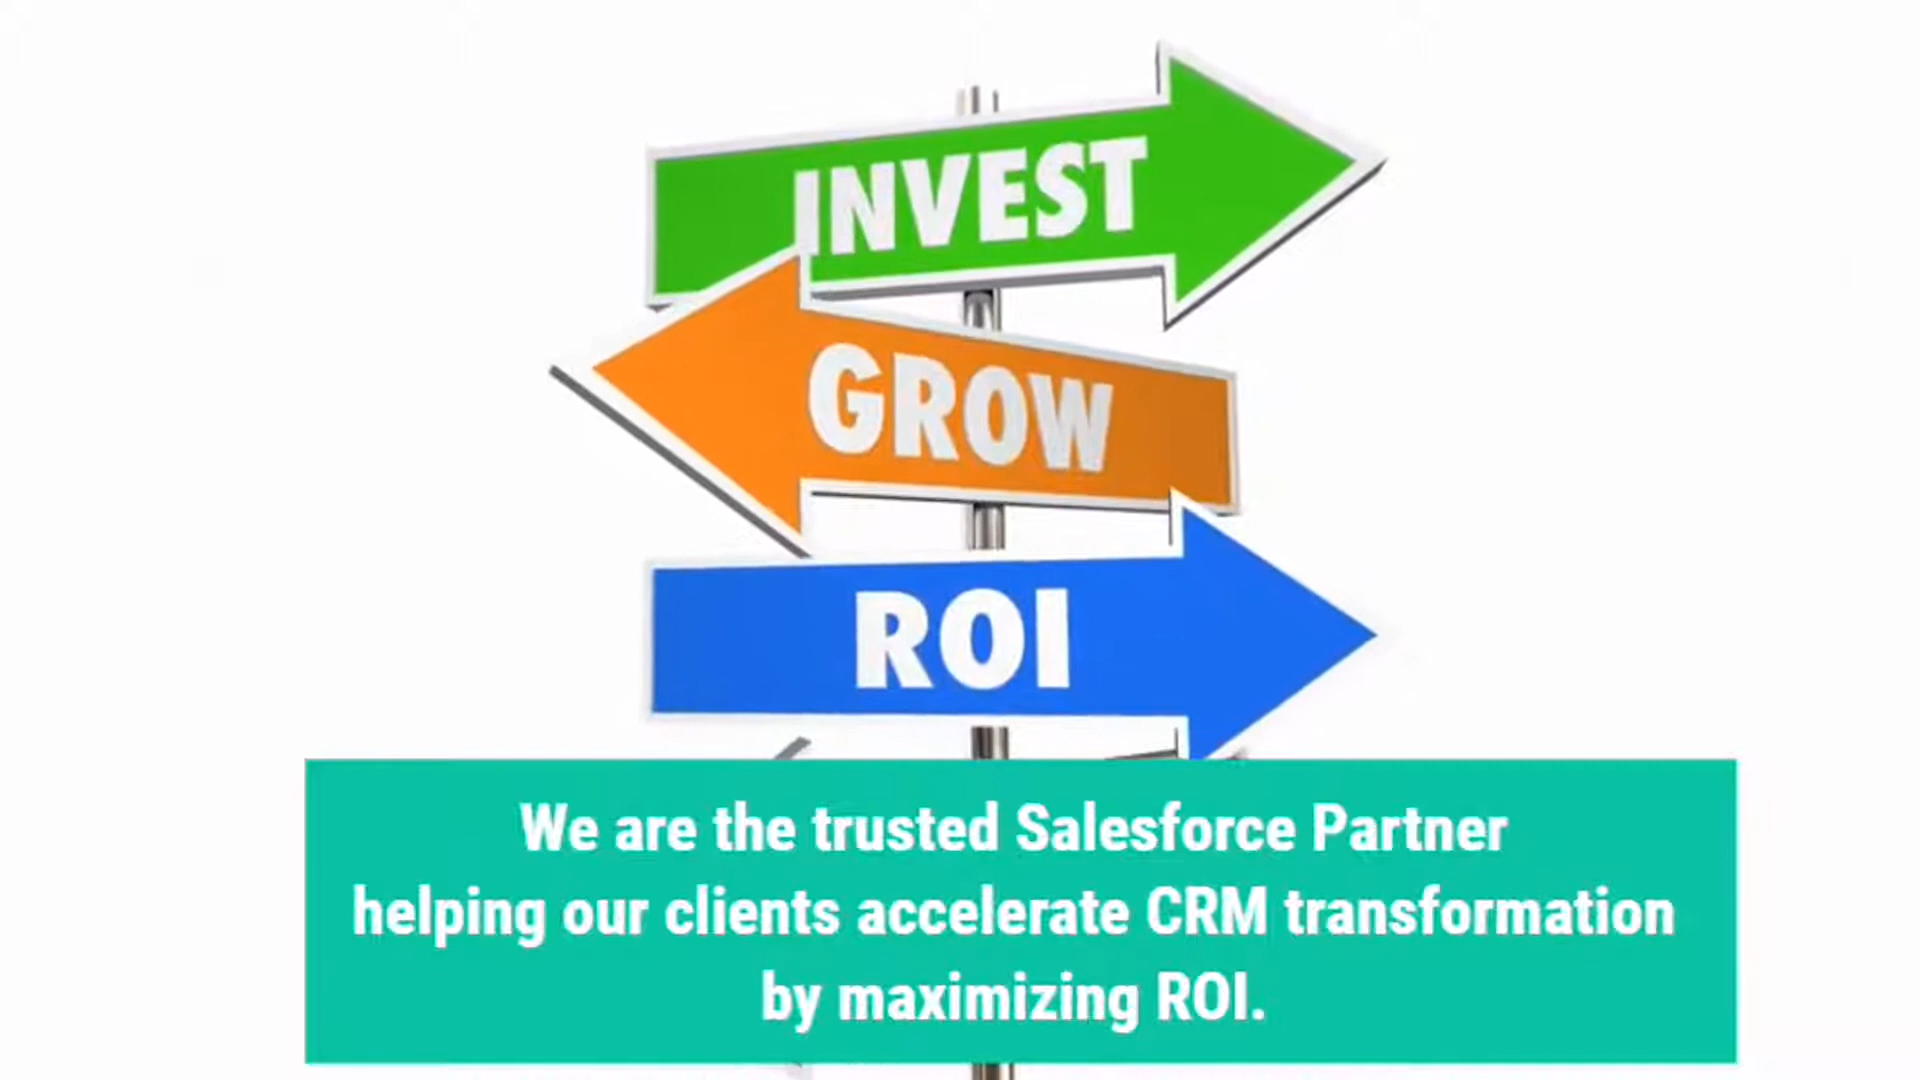 INVEST
GROW
ROI
We are the trusted Salesforce Partner
helping our clients accelerate CRM transformation
by maximizing ROI.